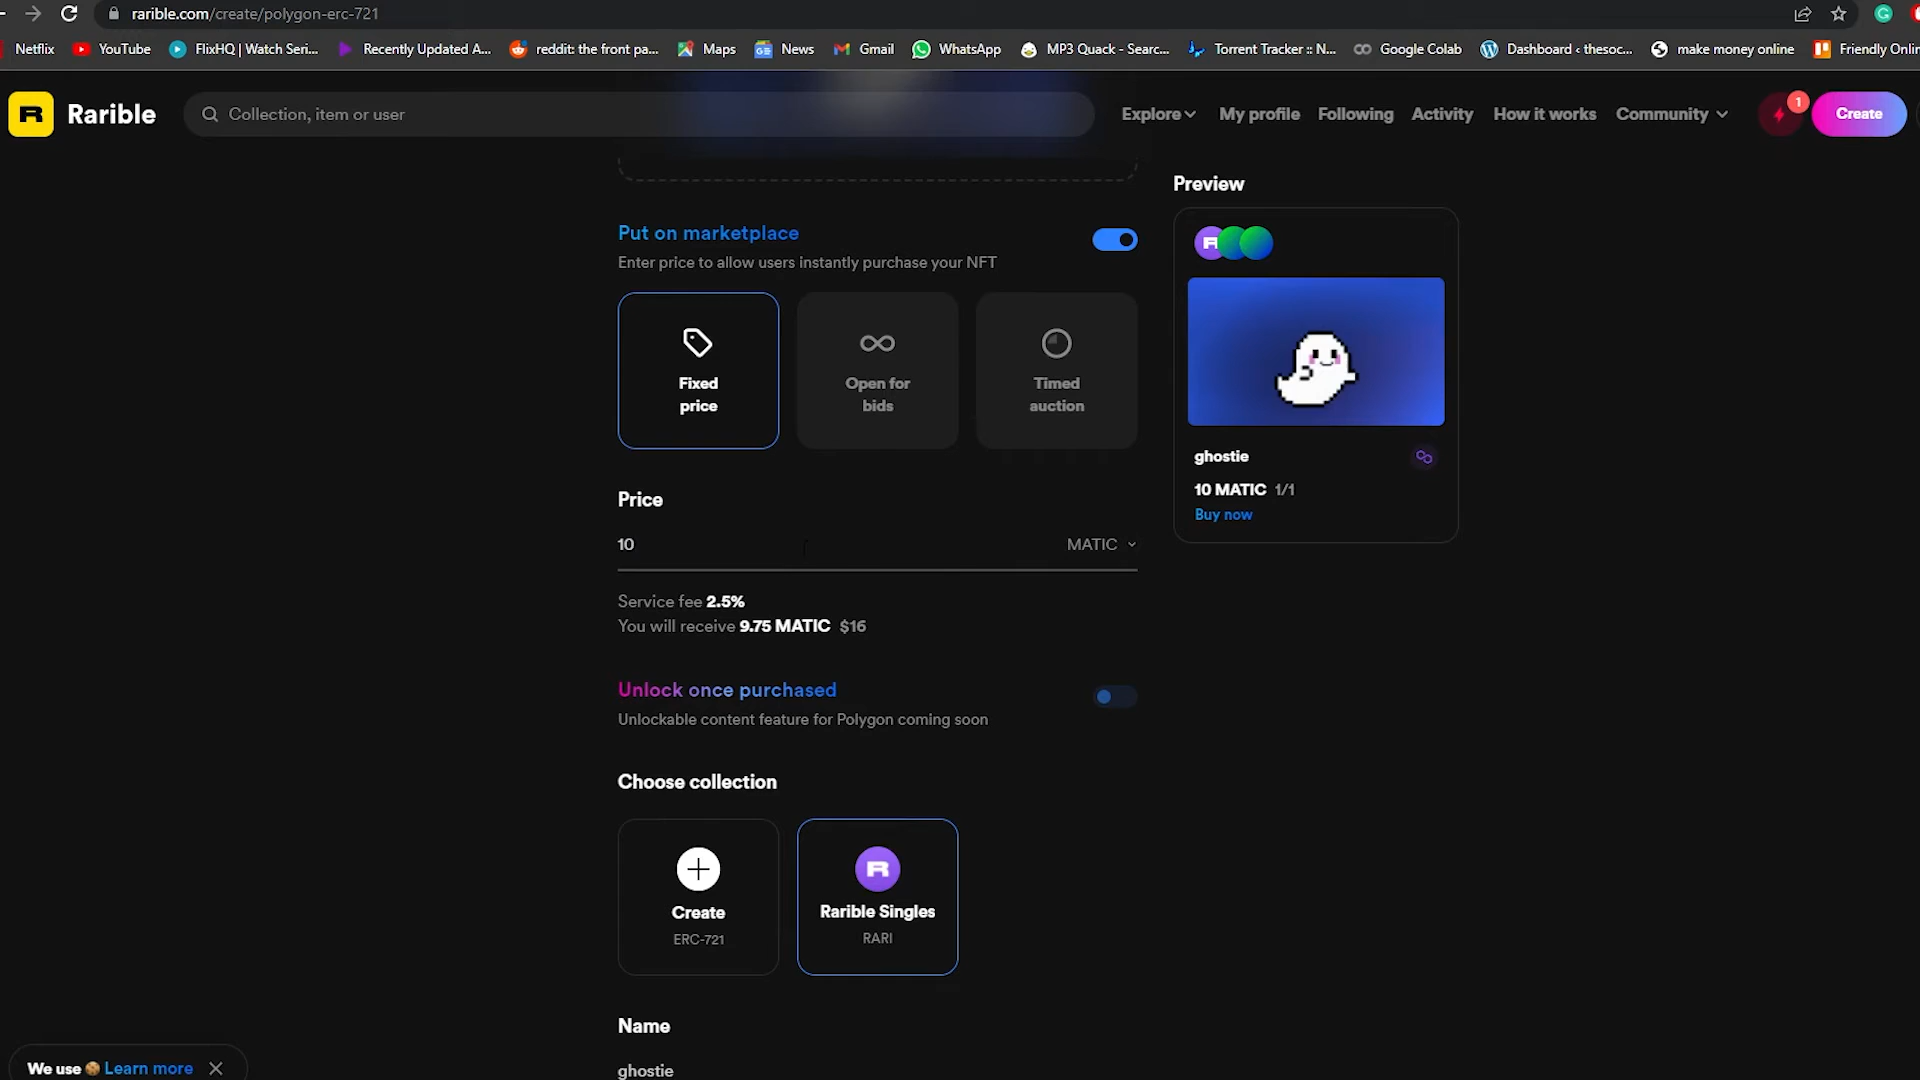 rarible.com/create/polygon-erc-721
Netflix YouTube FlixHQ | Watch Seri... Recently Updated A... reddit: the front pa... Maps News Gmail WhatsApp MP3 Quack - Searc... Torrent Tracker :: N... Google Colab Dashboard ‹ thesoc... make money online Friendly Onlin
Rarible Collection, item or user Explore My profile Following Activity How it works Community 1 Create
Preview
Put on marketplace
Enter price to allow users instantly purchase your NFT
Fixed
price
Open for
bids
Timed
auction
ghostie
10 MATIC 1/1
Buy now
Price
10 MATIC
Service fee 2.5%
You will receive 9.75 MATIC $16
Unlock once purchased
Unlockable content feature for Polygon coming soon
Choose collection
Create
ERC-721
Rarible Singles
RARI
Name
ghostie
We use 🍪 Learn more